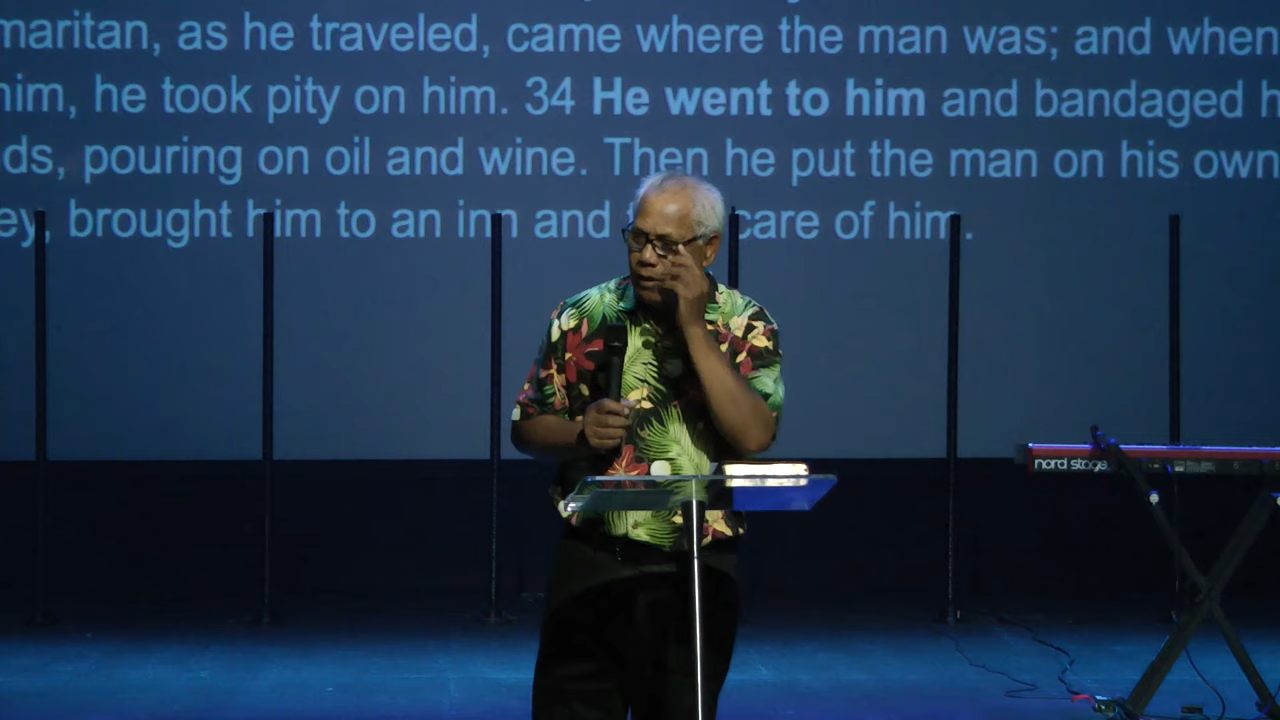 maritan, as he traveled, came where the man was; and when
him, he took pity on him. 34 He went to him and bandaged
ds, pouring on oil and wine. Then he put the man on his own
ey, brought him to an inn and care of him.
nord stage